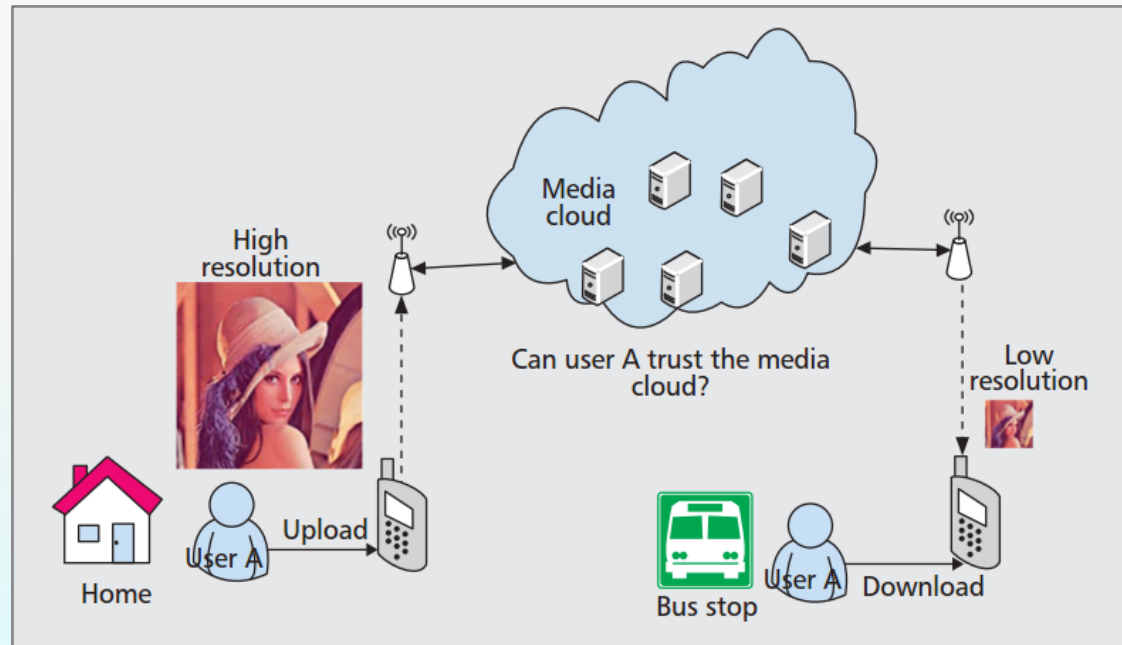 Media
cloud
High
resolution
Can user A trust the media
cloud?
Low
resolution
User A
Upload
Home
Bus stop
User A
Download